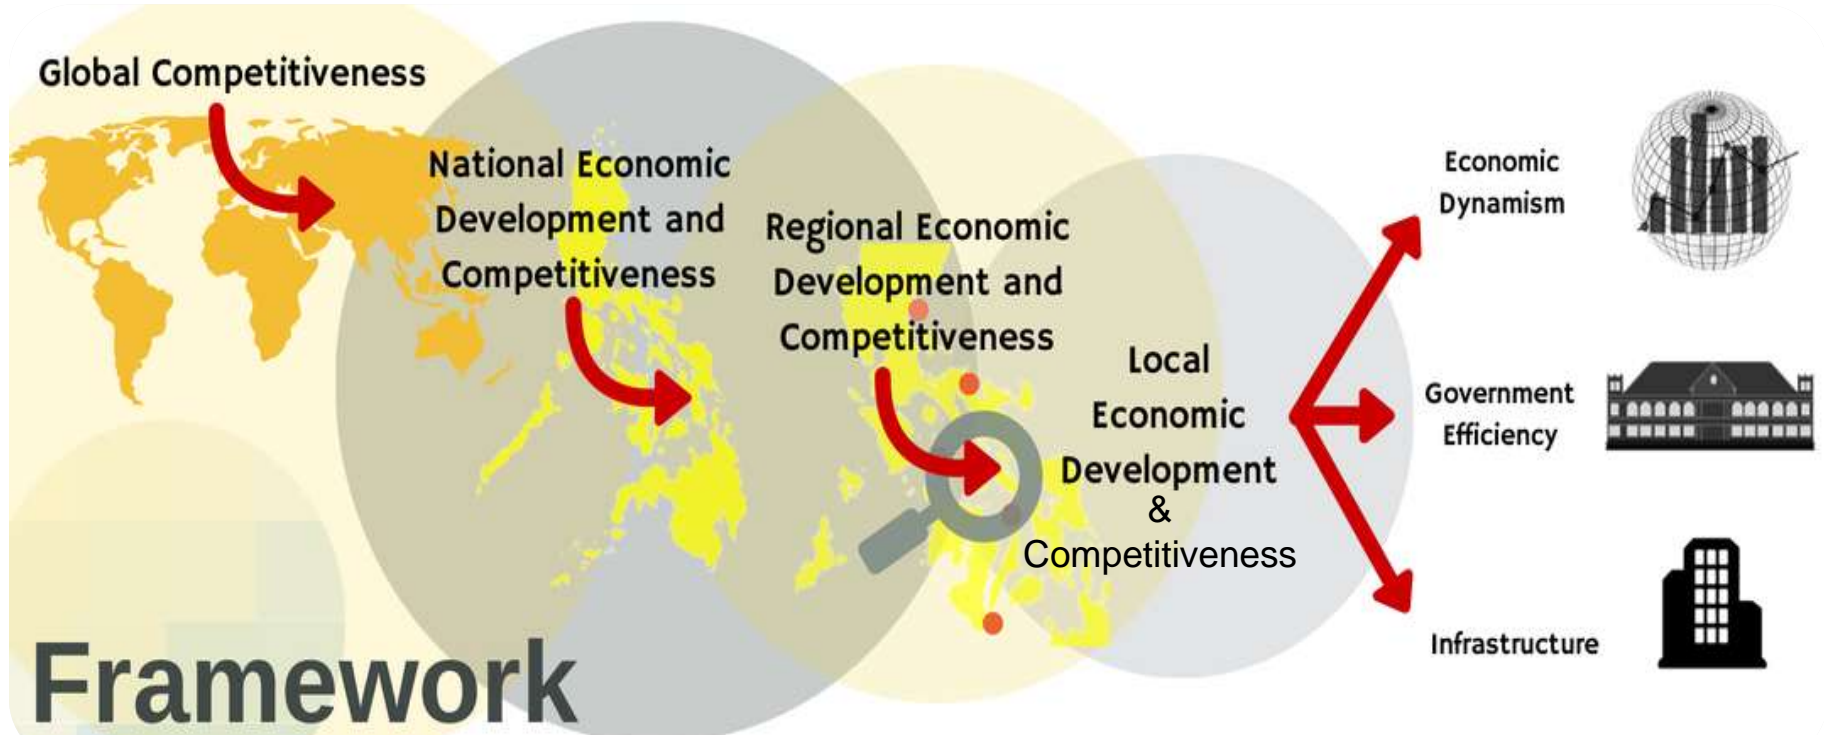 Global Competitiveness
National Economic
Development and
Competitiveness
Regional Economic
Development and
Competitiveness
Local
Economic
Development
&
Competitiveness
Economic
Dynamism
Government
Efficiency
Infrastructure
Framework